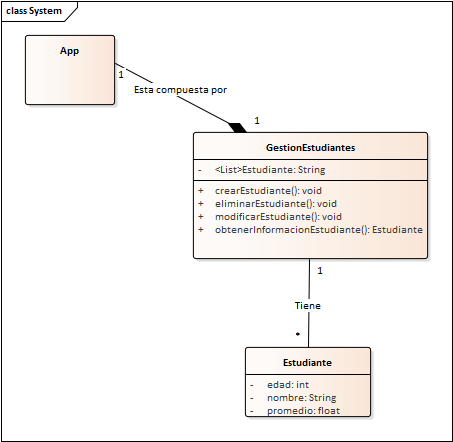 class System
App
1
Esta compuesta por
1
GestionEstudiantes
- <List>Estudiante: String
+ crearEstudiante(): void
+ eliminarEstudiante(): void
+ modificarEstudiante(): void
+ obtenerInformacionEstudiante(): Estudiante
1
Tiene
*
Estudiante
- edad: int
- nombre: String
- promedio: float